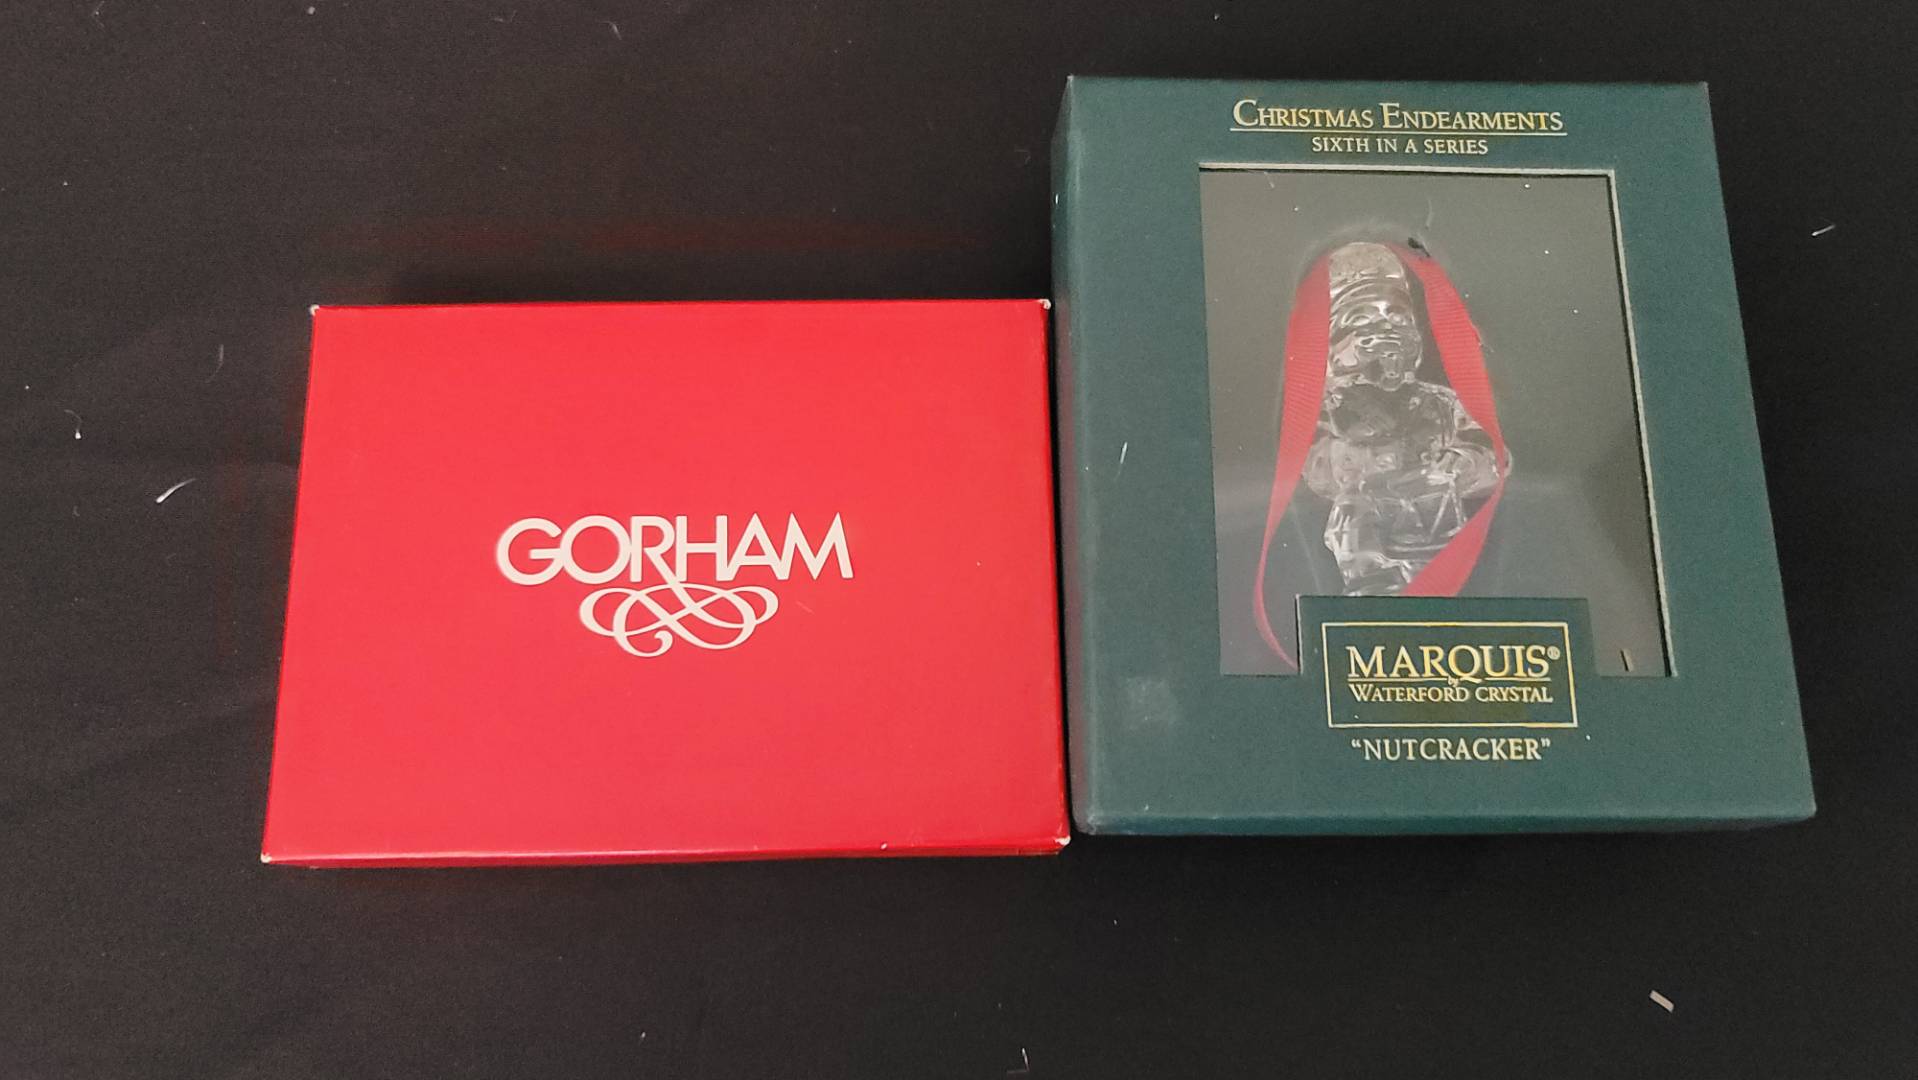 GORHAM
CHRISTMAS ENDEARMENTS
SIXTH IN A SERIES
MARQUIS®
by
WATERFORD CRYSTAL
"NUTCRACKER"